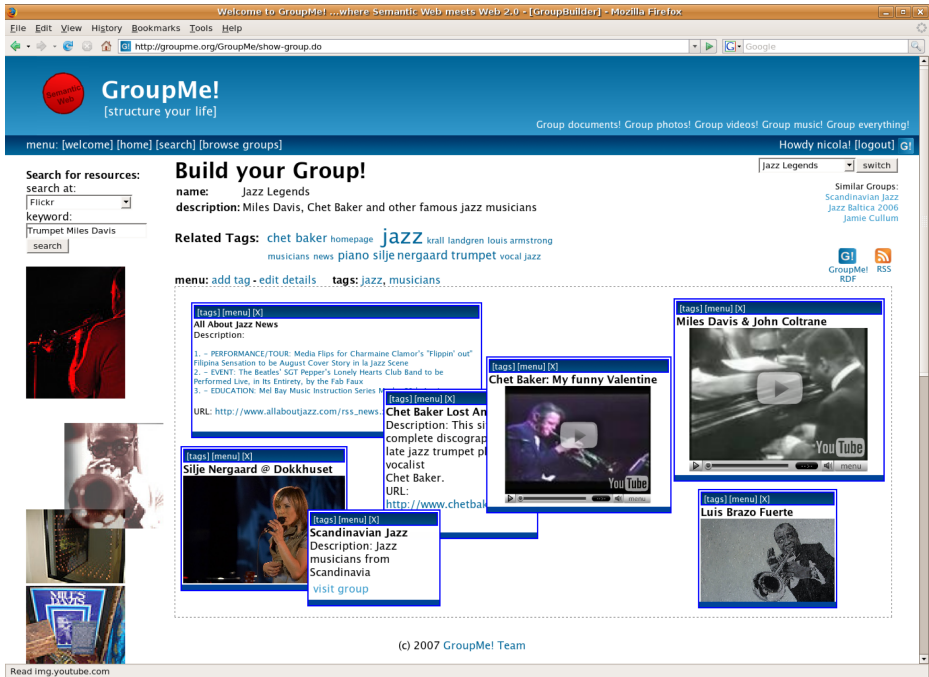 Welcome to GroupMe! ...where Semantic Web meets Web 2.0 - [GroupBuilder] - Mozilla Firefox
File Edit View History Bookmarks Tools Help
G! http://groupme.org/GroupMe/show-group.do
G Google
Semantic
Web
GroupMe!
[structure your life]
Group documents! Group photos! Group videos! Group music! Group everything!
menu: [welcome] [home] [search] [browse groups]
Howdy nicola! [logout] G!
Search for resources:
search at:
Flickr
keyword:
Trumpet Miles Davis
search
MILES
DAVIS
Build your Group!
name: Jazz Legends
description: Miles Davis, Chet Baker and other famous jazz musicians
Jazz Legends switch
Similar Groups:
Scandinavian Jazz
Jazz Baltica 2006
Jamie Cullum
Related Tags: chet baker homepage jazz krall landgren louis armstrong
musicians news piano silje nergaard trumpet vocal jazz
G!
GroupMe!
RDF
RSS
menu: add tag - edit details tags: jazz, musicians
[tags] [menu] [X]
All About Jazz News
Description:
1. - PERFORMANCE/TOUR: Media Flips for Charmaine Clamor's "Flippin' out"
Filipina Sensation to be August Cover Story in la Jazz Scene
2. - EVENT: The Beatles' SGT Pepper's Lonely Hearts Club Band to be
Performed Live, in Its Entirety, by the Fab Faux
3. - EDUCATION: Mel Bay Music Instruction Series
URL: http://www.allaboutjazz.com/rss_news.
[tags] [menu] [X]
Chet Baker Lost An
Description: This si
complete discograp
late jazz trumpet pl
vocalist
Chet Baker.
URL:
http://www.chetbak
[tags] [menu] [X]
Chet Baker: My funny Valentine
YouTube
menu
[tags] [menu] [X]
Miles Davis & John Coltrane
YouTube
menu
[tags] [menu] [X]
Silje Nergaard @ Dokkhuset
[tags] [menu] [X]
Scandinavian Jazz
Description: Jazz
musicians from
Scandinavia
visit group
[tags] [menu] [X]
Luis Brazo Fuerte
(c) 2007 GroupMe! Team
Read img.youtube.com